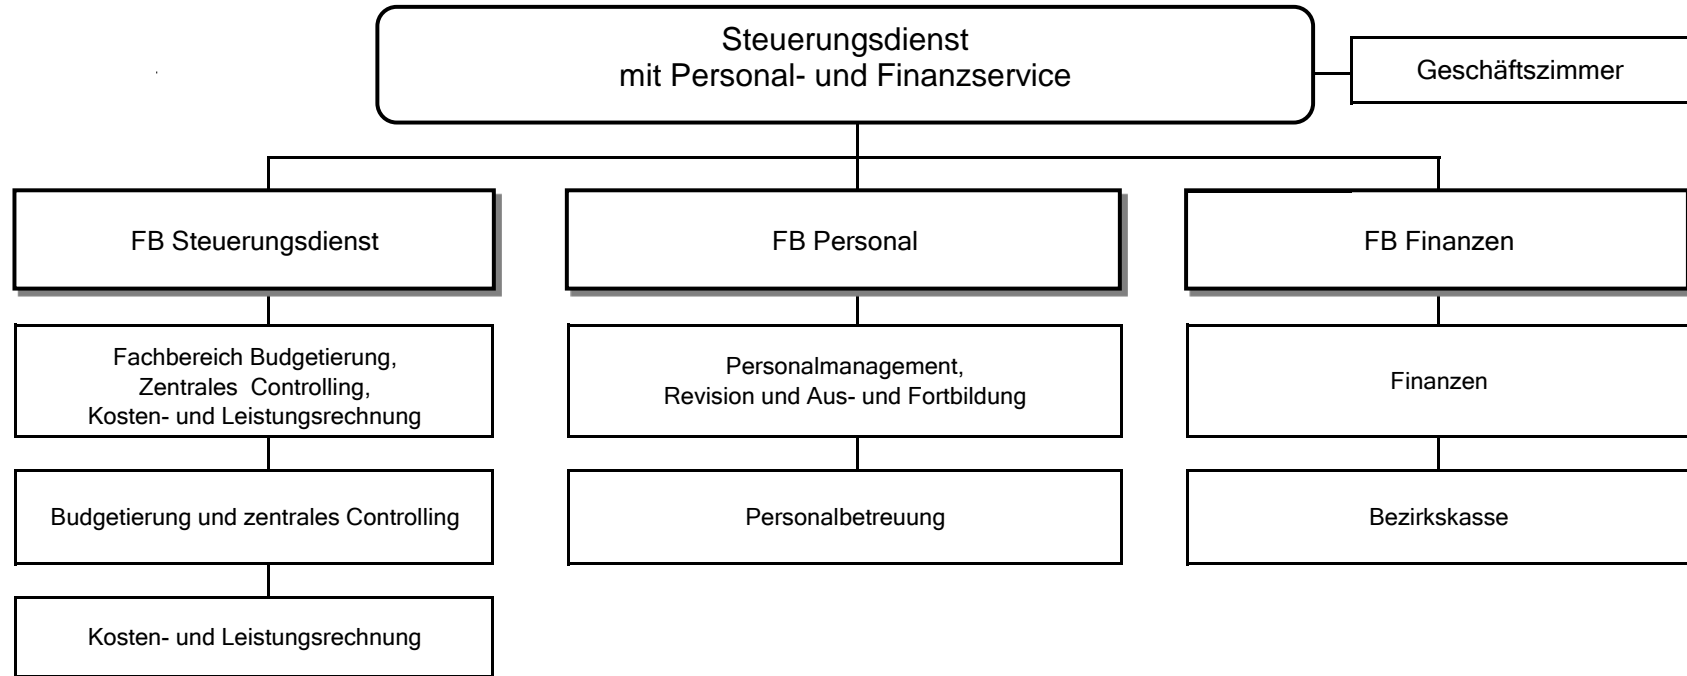 Steuerungsdienst
mit Personal- und Finanzservice
Geschäftszimmer
FB Steuerungsdienst
FB Personal
FB Finanzen
Fachbereich Budgetierung,
Zentrales Controlling,
Kosten- und Leistungsrechnung
Personalmanagement,
Revision und Aus- und Fortbildung
Finanzen
Budgetierung und zentrales Controlling
Personalbetreuung
Bezirkskasse
Kosten- und Leistungsrechnung